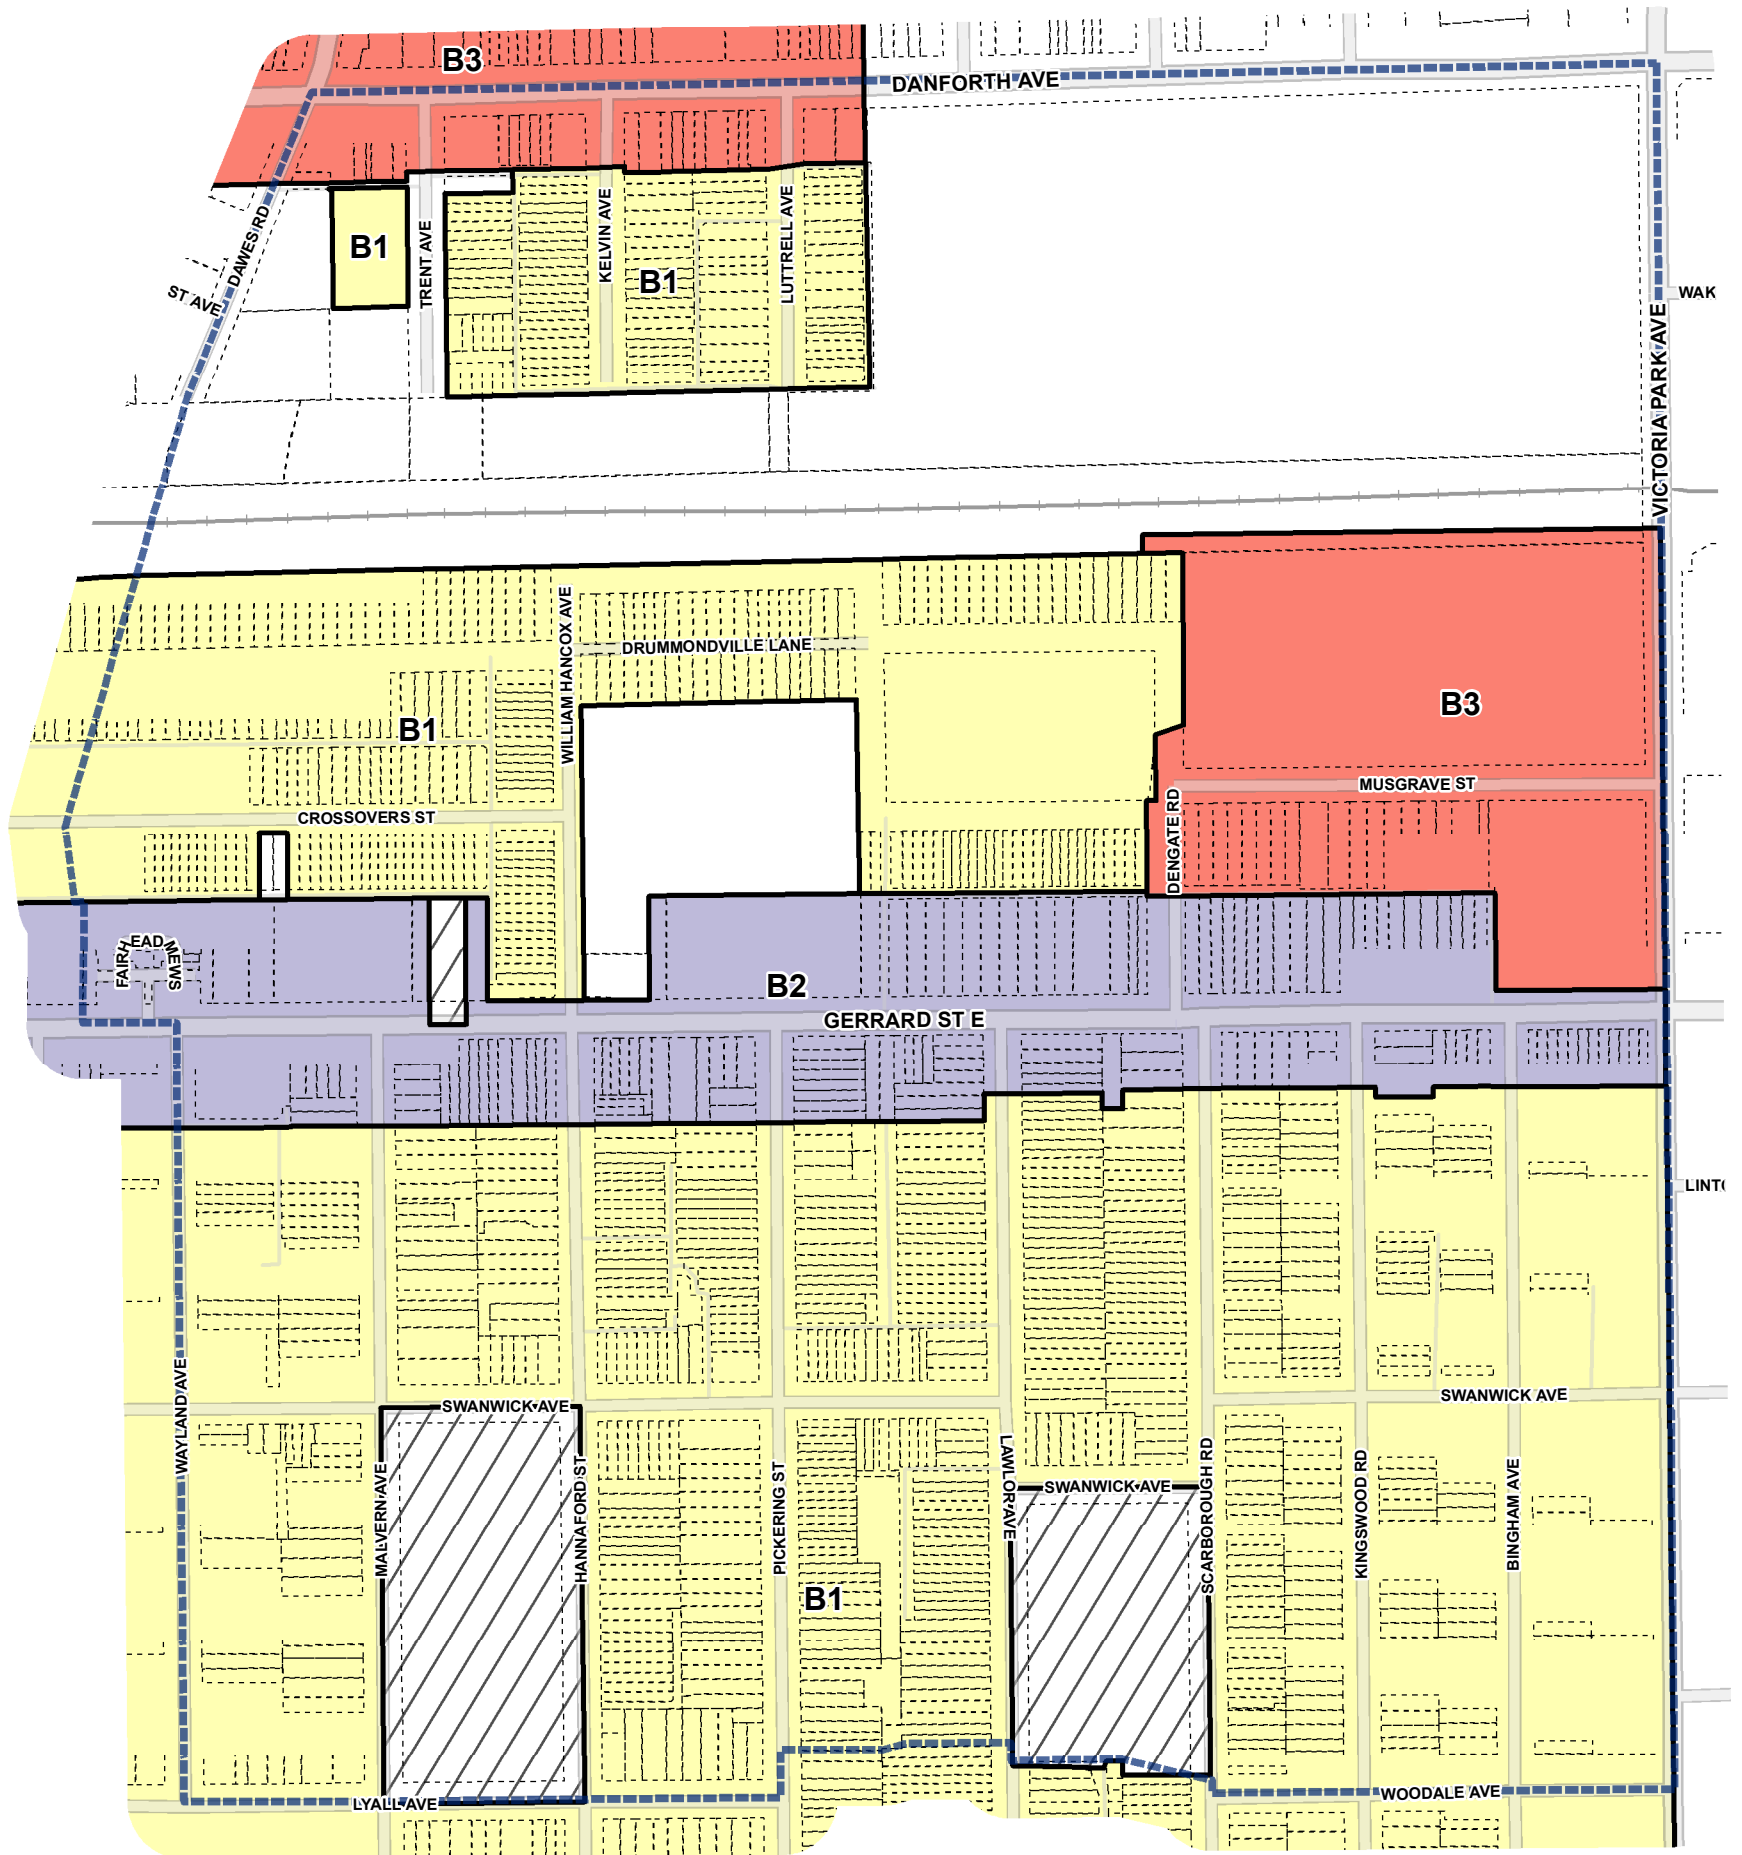 B3
DANFORTH AVE
DAWES RD
ST AVE
B1
TRENT AVE
KELVIN AVE
B1
LUTTRELL AVE
WAK
VICTORIA PARK AVE
WILLIAM HANCOX AVE
DRUMMONDVILLE LANE
B1
B3
MUSGRAVE ST
CROSSOVERS ST
DENGATE RD
FAIRHEAD MEWS
B2
GERRARD ST E
LINTO
WAYLAND AVE
SWANWICK AVE
SWANWICK AVE
MALVERN AVE
HANNAFORD ST
PICKERING ST
LAWLOR AVE
SWANWICK AVE
SCARBOROUGH RD
KINGSWOOD RD
BINGHAM AVE
B1
LYALL AVE
WOODALE AVE